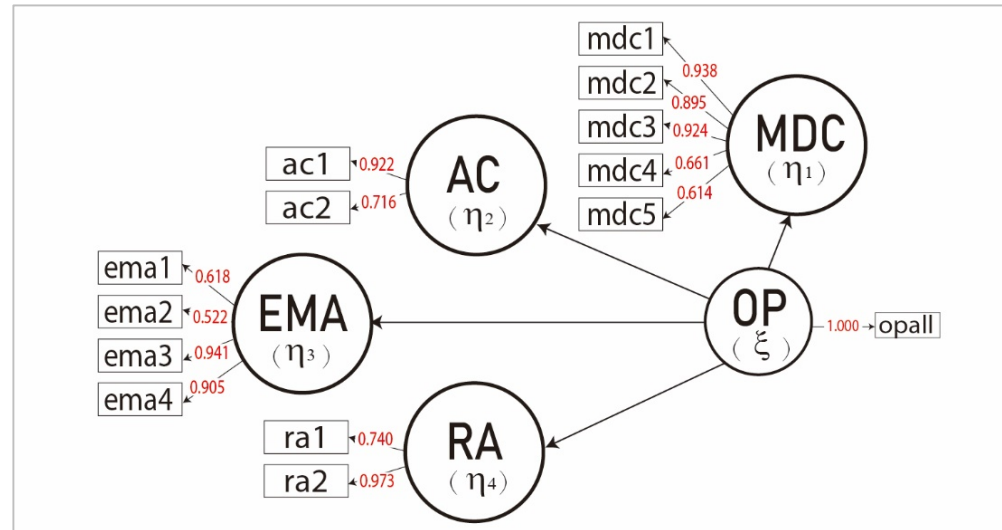 mdc1
0.938
mdc2
0.895
mdc3
0.924
mdc4
0.661
mdc5
0.614
MDC
(η1)
ac1
0.922
ac2
0.716
AC
(η2)
ema1
0.618
ema2
0.522
ema3
0.941
ema4
0.905
EMA
(η3)
OP
(ξ)
1.000
opall
ra1
0.740
ra2
0.973
RA
(η4)